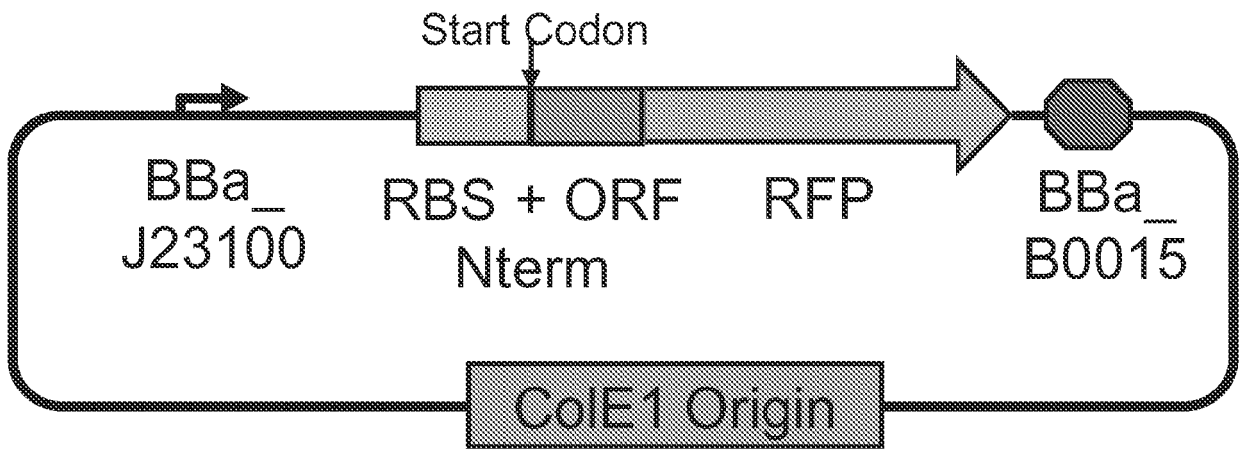 Start Codon
BBa_
J23100
RBS + ORF
Nterm
RFP
BBa_
B0015
ColE1 Origin